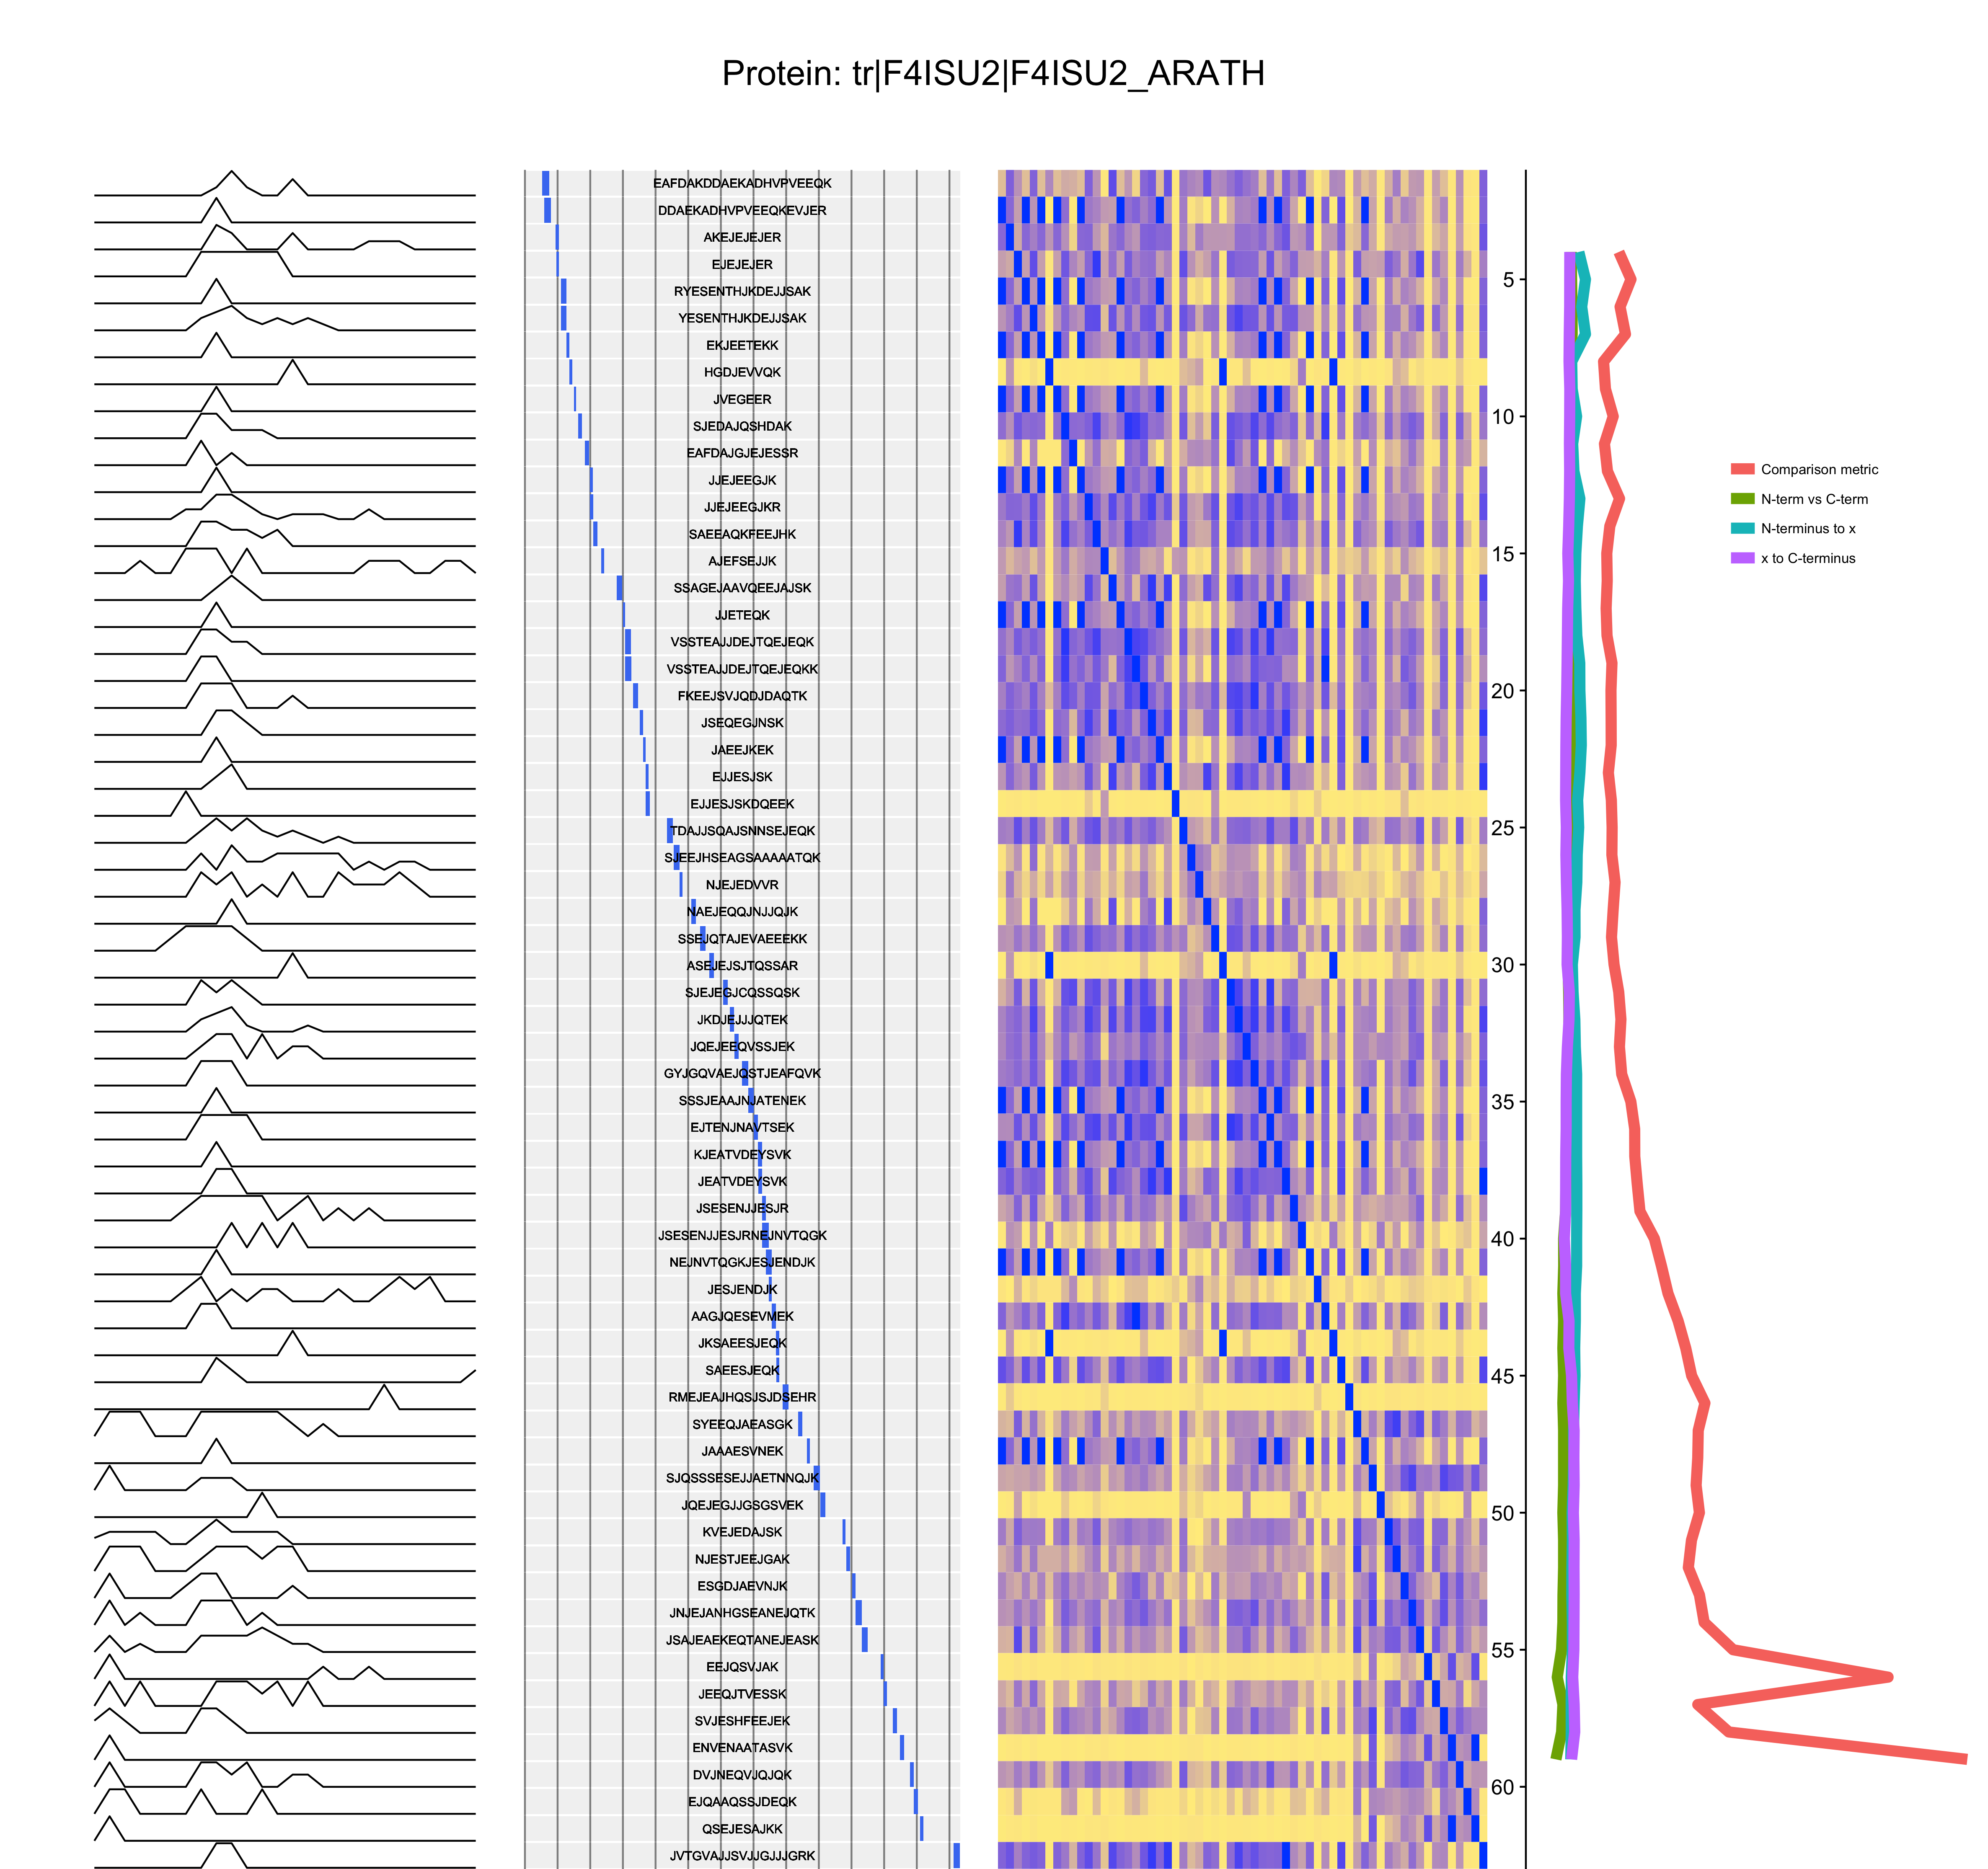 Protein: tr|F4ISU2|F4ISU2_ARATH
EAFDAKDDAEKADHVPVEEQK
DDAEKADHVPVEEQKEVJER
AKEJEJEJER
EJEJEJER
RYESENTHJKDEJJSAK
YESENTHJKDEJJSAK
EKJEETEKK
HGDJEVVQK
JVEGEER
SJEDAJQSHDAK
EAFDAJGJEJESSR
JJEJEEGJK
JJEJEEGJKR
SAEEAQKFEEJHK
AJEFSEJJK
SSAGEJAAVQEEJAJSK
JJETEQK
VSSTEAJJDEJTQEJEQK
VSSTEAJJDEJTQEJEQKK
FKEEJSVJQDJDAQTK
JSEQEGJNSK
JAEEJKEK
EJJESJSK
EJJESJSKDQEEK
TDAJJSQAJSNNSEJEQK
SJEEJHSEAGSAAAAATQK
NJEJEDVVR
NAEJEQQJNJJQJK
SSEJQTAJEVAEEEKK
ASEJEJSJTQSSAR
SJEJEGJCQSSQSK
JKDJEJJJQTEK
JQEJEEQVSSJEK
GYJGQVAEJQSTJEAFQVK
SSSJEAAJNJATENEK
EJTENJNAVTSEK
KJEATVDEYSVK
JEATVDEYSVK
JSESENJJESJR
JSESENJJESJRNEJNVTQGK
NEJNVTQGKJESJENDJK
JESJENDJK
AAGJQESEVMEK
JKSAEESJEQK
SAEESJEQK
RMEJEAJHQSJSJDSEHR
SYEEQJAEASGK
JAAAESVNEK
SJQSSSESEJJAETNNQJK
JQEJEGJJGSGSVEK
KVEJEDAJSK
NJESTJEEJGAK
ESGDJAEVNJK
JNJEJANHGSEANEJQTK
JSAJEAEKEQTANEJEASK
EEJQSVJAK
JEEQJTVESSK
SVJESHFEEJEK
ENVENAATASVK
DVJNEQVJQJQK
EJQAAQSSJDEQK
QSEJESAJKK
JVTGVAJJSVJJGJJJGRK
5
10
15
20
25
30
35
40
45
50
55
60
Comparison metric
N-term vs C-term
N-terminus to x
x to C-terminus